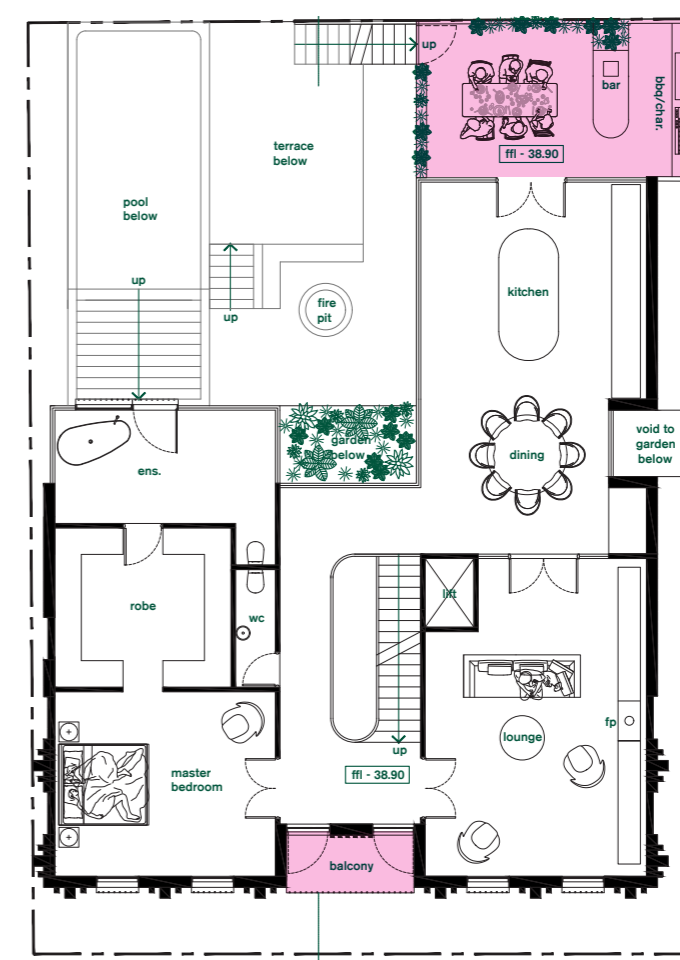 up
bar
bbq/char.
terrace
below
ffl - 38.90
pool
below
up
up
fire
pit
kitchen
garden
below
void to
garden
below
dining
ens.
robe
wc
lift
fp
lounge
up
master
bedroom
ffl - 38.90
balcony